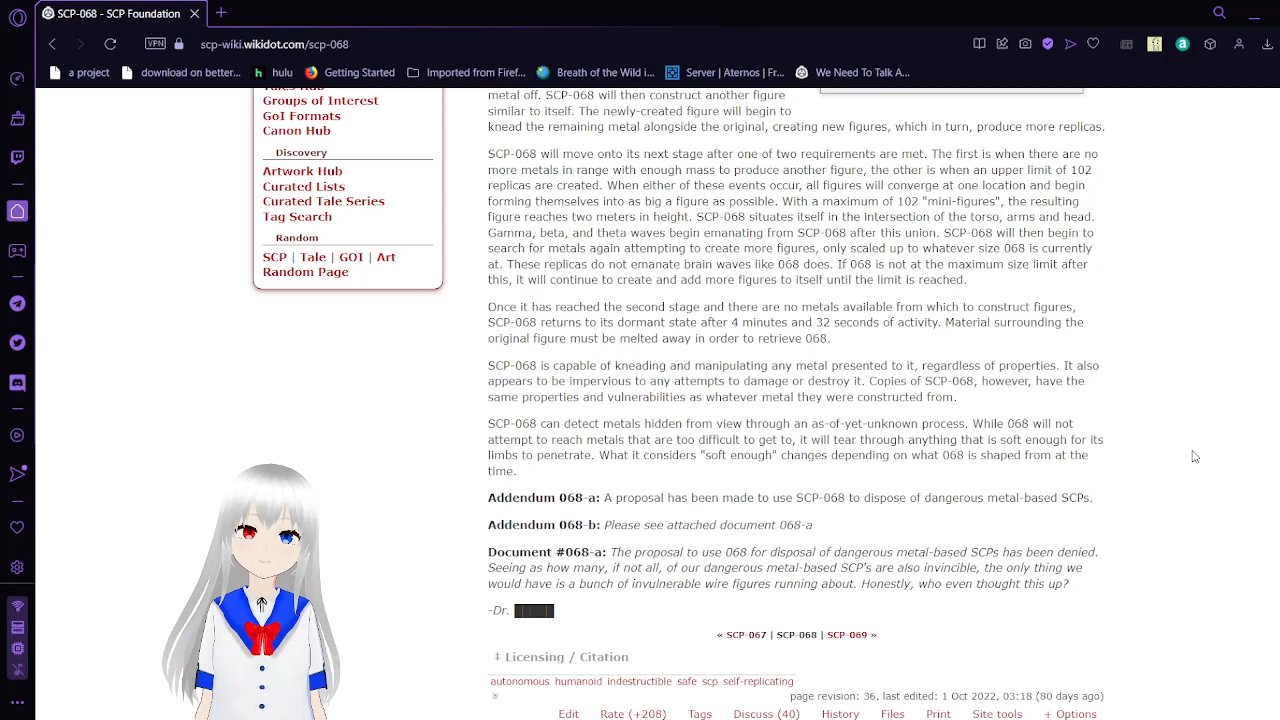 SCP-068 - SCP Foundation
scp-wiki.wikidot.com/scp-068
VPN
a project
download on better...
hulu
Getting Started
Imported from Firef...
Breath of the Wild i...
Server | Aternos | Fr...
We Need To Talk A...
Groups of Interest
GoI Formats
Canon Hub
Discovery
Artwork Hub
Curated Lists
Curated Tale Series
Tag Search
Random
SCP | Tale | GOI | Art
Random Page
metal off. SCP-068 will then construct another figure
similar to itself. The newly-created figure will begin to
knead the remaining metal alongside the original, creating new figures, which in turn, produce more replicas.
SCP-068 will move onto its next stage after one of two requirements are met. The first is when there are no
more metals in range with enough mass to produce another figure, the other is when an upper limit of 102
replicas are created. When either of these events occur, all figures will converge at one location and begin
forming themselves into as big a figure as possible. With a maximum of 102 "mini-figures", the resulting
figure reaches two meters in height. SCP-068 situates itself in the intersection of the torso, arms and head.
Gamma, beta, and theta waves begin emanating from SCP-068 after this union. SCP-068 will then begin to
search for metals again attempting to create more figures, only scaled up to whatever size 068 is currently
at. These replicas do not emanate brain waves like 068 does. If 068 is not at the maximum size limit after
this, it will continue to create and add more figures to itself until the limit is reached.
Once it has reached the second stage and there are no metals available from which to construct figures,
SCP-068 returns to its dormant state after 4 minutes and 32 seconds of activity. Material surrounding the
original figure must be melted away in order to retrieve 068.
SCP-068 is capable of kneading and manipulating any metal presented to it, regardless of properties. It also
appears to be impervious to any attempts to damage or destroy it. Copies of SCP-068, however, have the
same properties and vulnerabilities as whatever metal they were constructed from.
SCP-068 can detect metals hidden from view through an as-of-yet-unknown process. While 068 will not
attempt to reach metals that are too difficult to get to, it will tear through anything that is soft enough for its
limbs to penetrate. What it considers "soft enough" changes depending on what 068 is shaped from at the
time.
Addendum 068-a: A proposal has been made to use SCP-068 to dispose of dangerous metal-based SCPs.
Addendum 068-b: Please see attached document 068-a
Document #068-a: The proposal to use 068 for disposal of dangerous metal-based SCPs has been denied.
Seeing as how many, if not all, of our dangerous metal-based SCP's are also invincible, the only thing we
would have is a bunch of invulnerable wire figures running about. Honestly, who even thought this up?
-Dr. █████
« SCP-067 | SCP-068 | SCP-069 »
‡ Licensing / Citation
autonomous humanoid indestructible safe scp self-replicating
page revision: 36, last edited: 1 Oct 2022, 03:18 (80 days ago)
Edit Rate (+208) Tags Discuss (40) History Files Print Site tools + Options